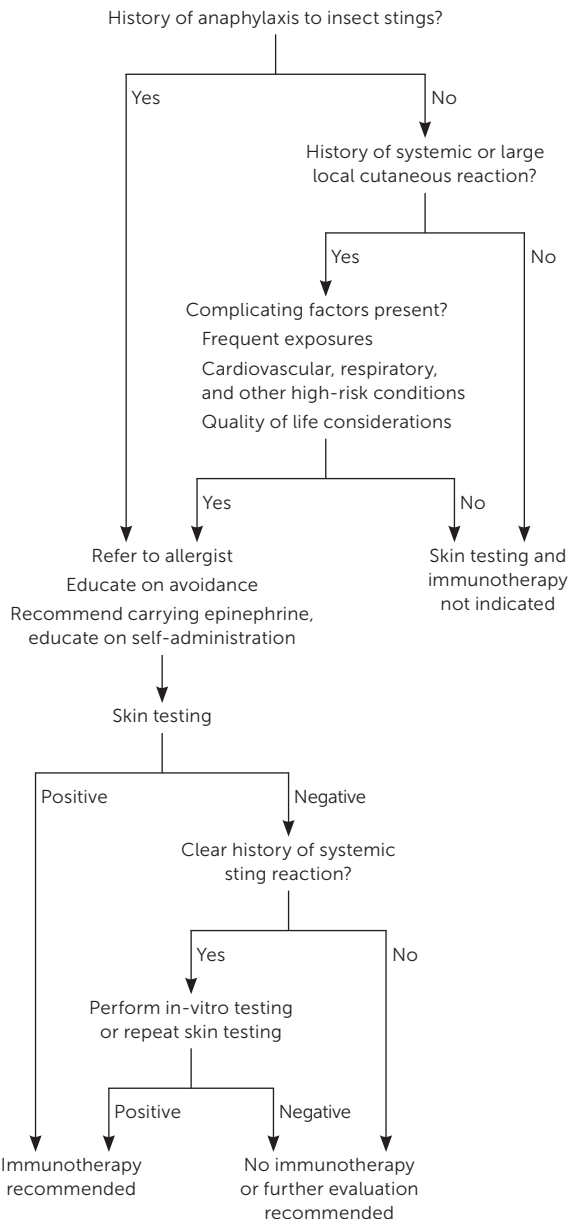 History of anaphylaxis to insect stings?
Yes
No
History of systemic or large
local cutaneous reaction?
Yes
No
Complicating factors present?
Frequent exposures
Cardiovascular, respiratory,
and other high-risk conditions
Quality of life considerations
Yes
No
Refer to allergist
Educate on avoidance
Recommend carrying epinephrine,
educate on self-administration
Skin testing and
immunotherapy
not indicated
Skin testing
Positive
Negative
Clear history of systemic
sting reaction?
Yes
No
Perform in-vitro testing
or repeat skin testing
Positive
Negative
Immunotherapy
recommended
No immunotherapy
or further evaluation
recommended